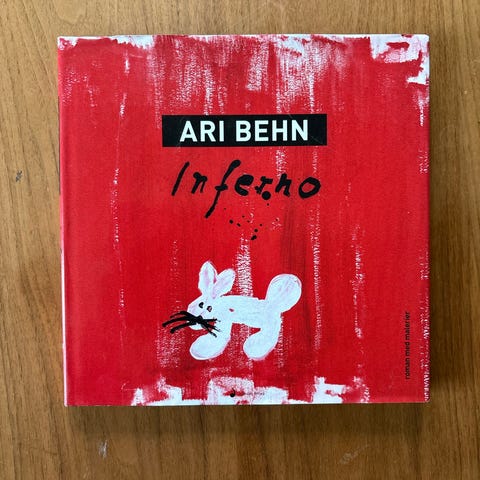 ARI BEHN
Inferno
roman med malerier